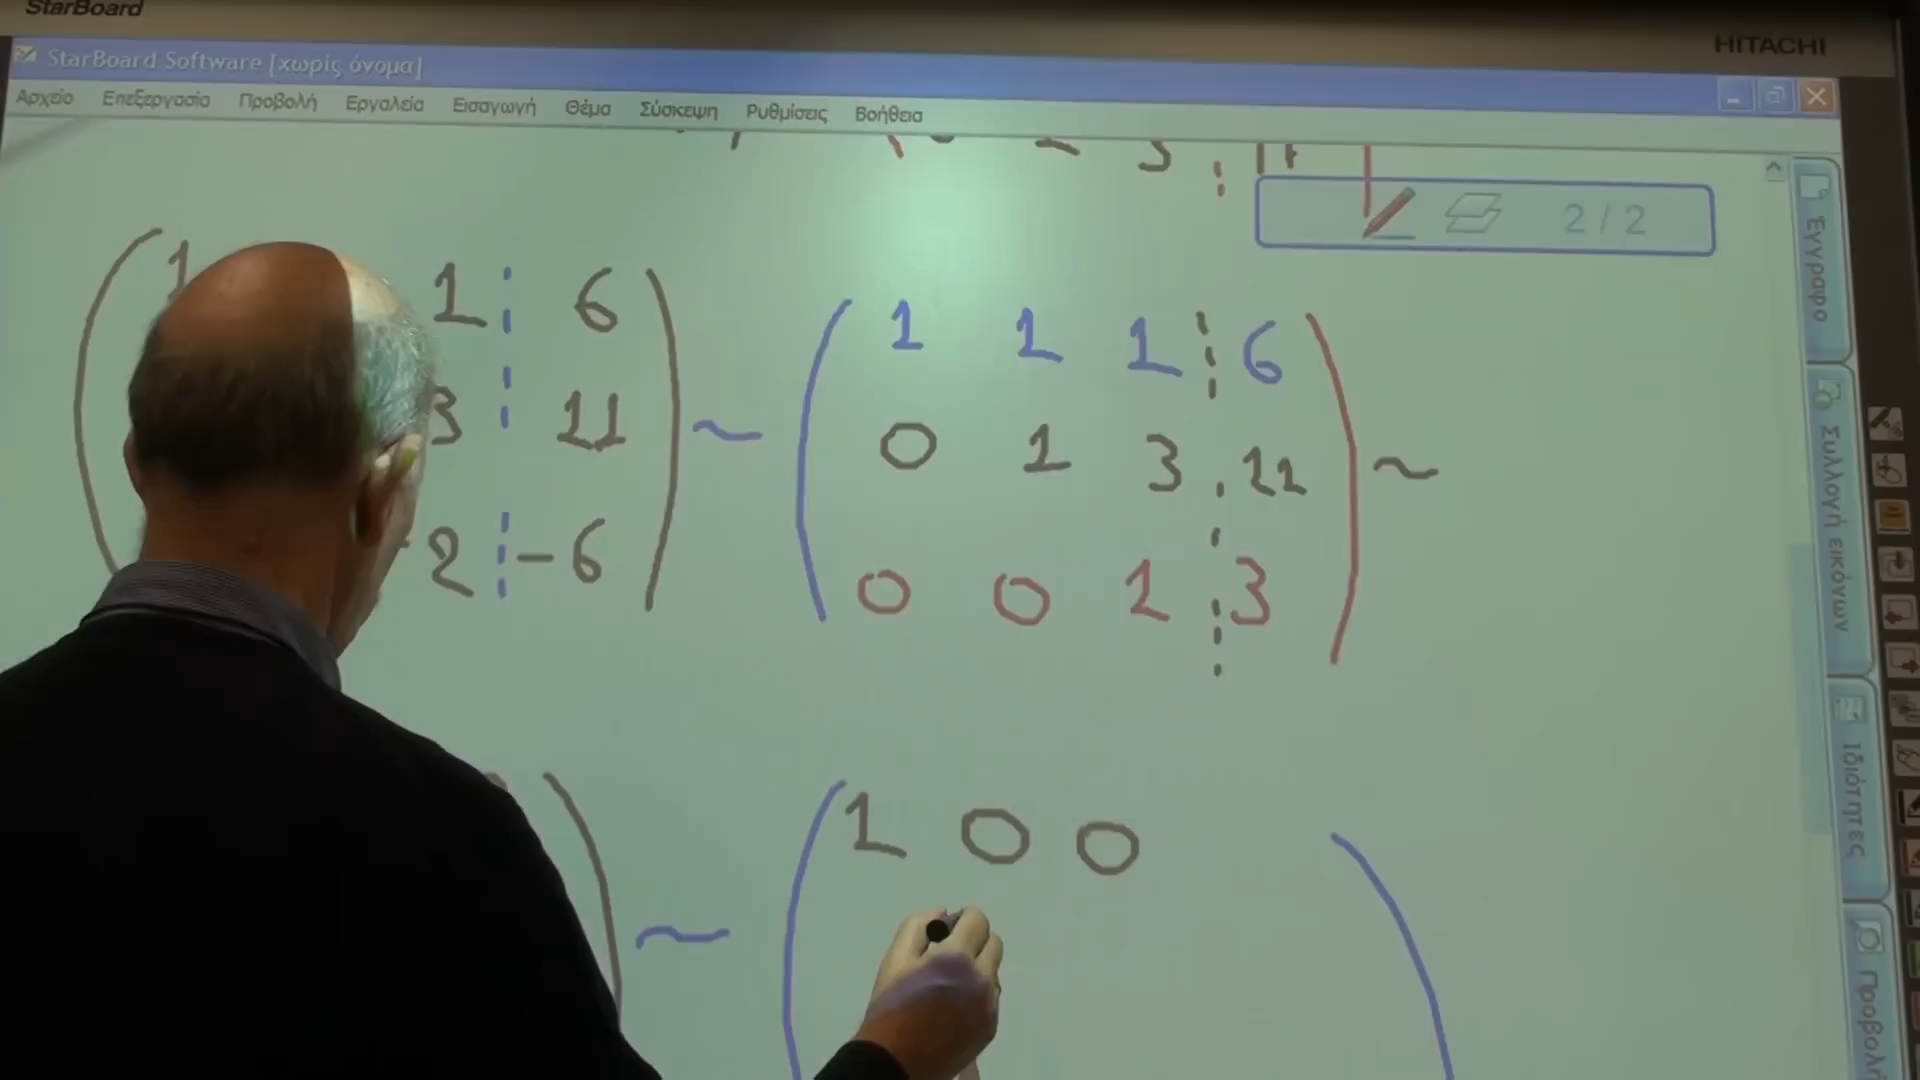 StarBoard
HITACHI
StarBoard Software [χωρίς όνομα]
Αρχείο Επεξεργασία Προβολή Εργαλεία Εισαγωγή Θέμα Σύσκεψη Ρυθμίσεις Βοήθεια
2 / 2
1 1 6
3 11
2 - 6
~
1 1 1 6
0 1 3 11
0 0 1 3
~
~
1 0 0
Έγγραφο
Συλλογή εικόνων
Ιδιότητες
Προβολή